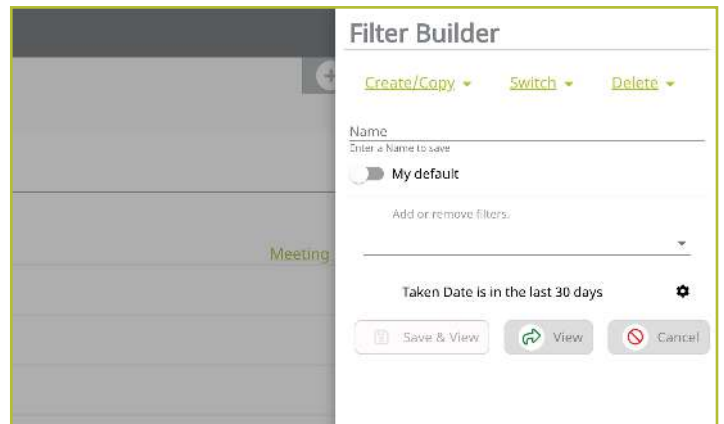 Filter Builder
Create/Copy Switch Delete
Name
Enter a Name to save
My default
Add or remove filters.
Meeting
Taken Date is in the last 30 days
Save & View View Cancel